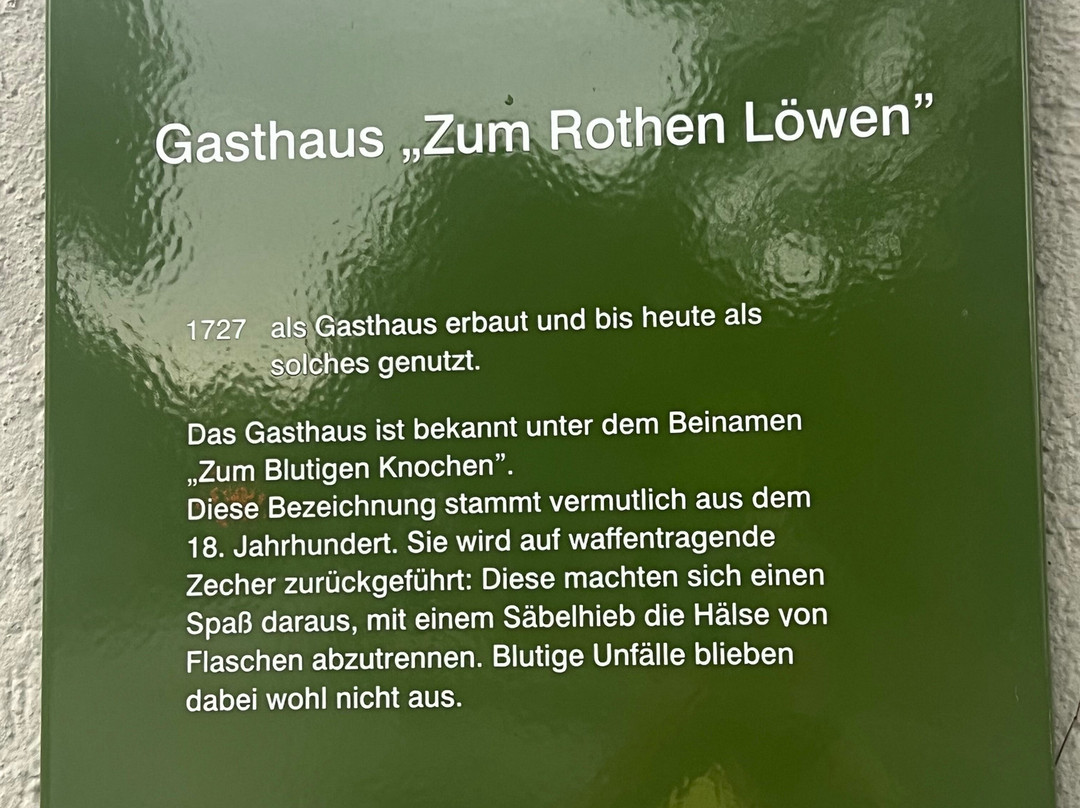 Gasthaus „Zum Rothen Löwen”
1727 als Gasthaus erbaut und bis heute als
solches genutzt.
Das Gasthaus ist bekannt unter dem Beinamen
„Zum Blutigen Knochen”.
Diese Bezeichnung stammt vermutlich aus dem
18. Jahrhundert. Sie wird auf waffentragende
Zecher zurückgeführt: Diese machten sich einen
Spaß daraus, mit einem Säbelhieb die Hälse von
Flaschen abzutrennen. Blutige Unfälle blieben
dabei wohl nicht aus.